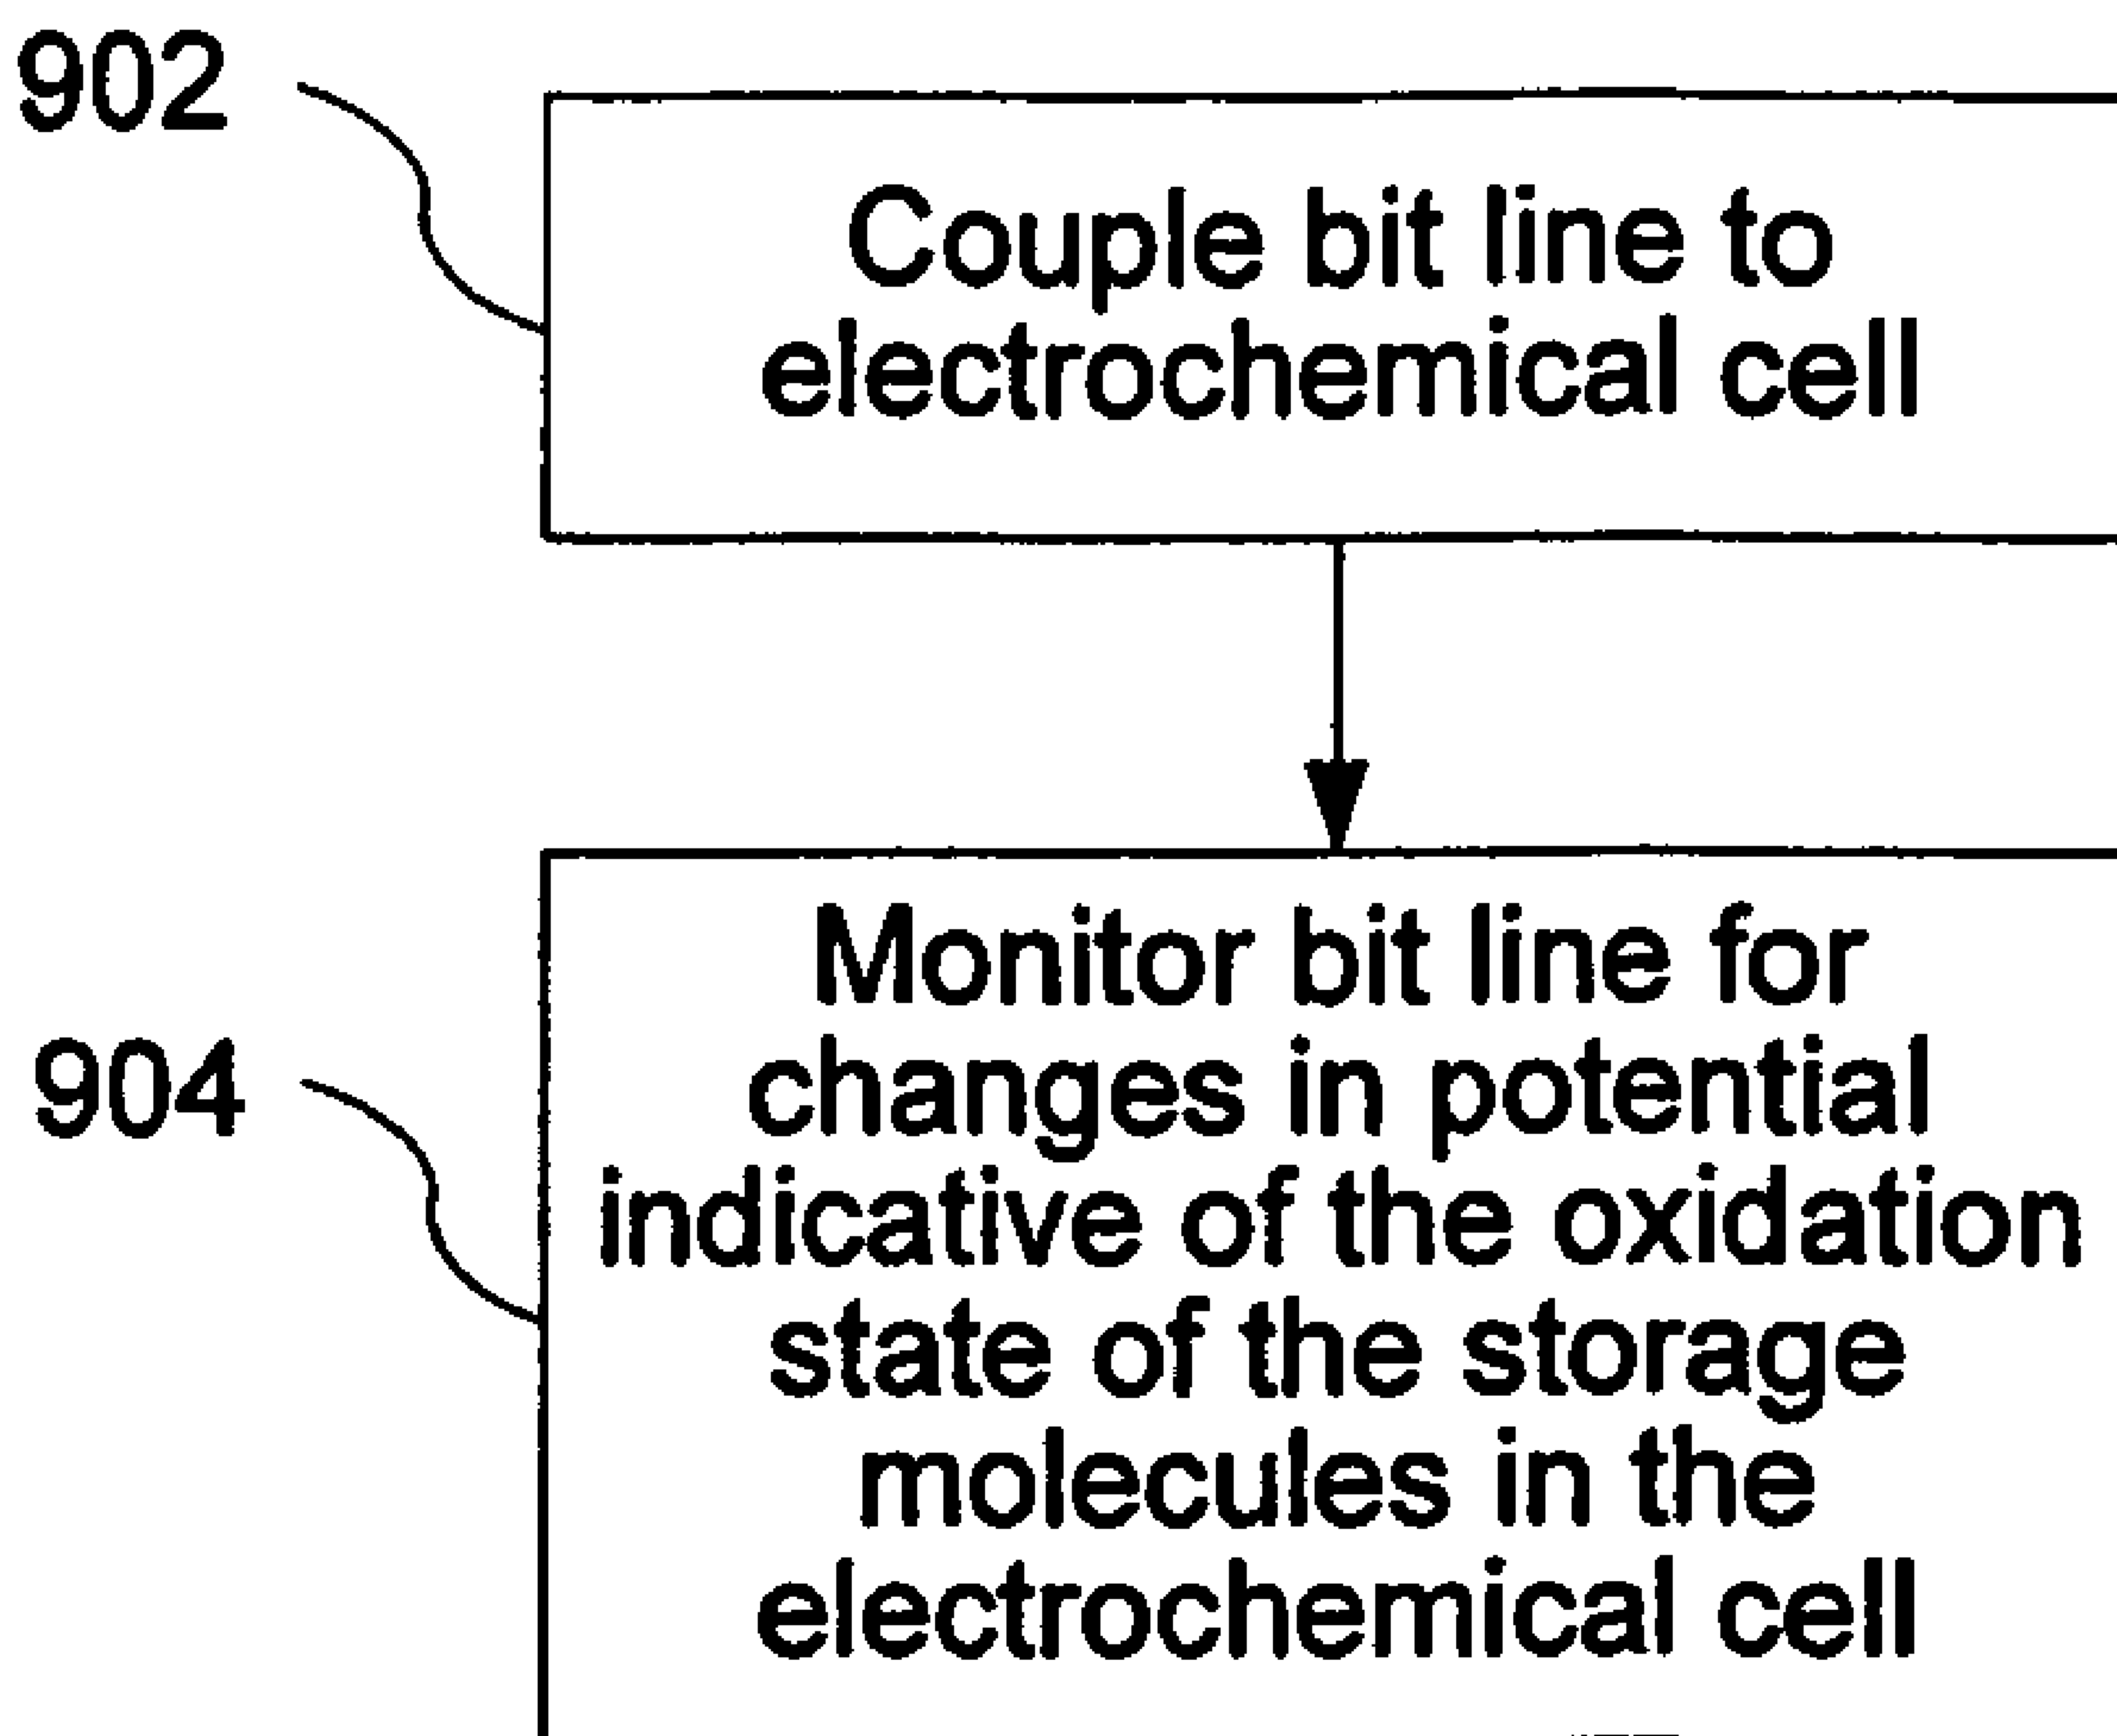 902
Couple bit line to
electrochemical cell
Monitor bit line for
changes in potential
904
indicative of the oxidation
state of the storage
molecules in the
electrochemical cell